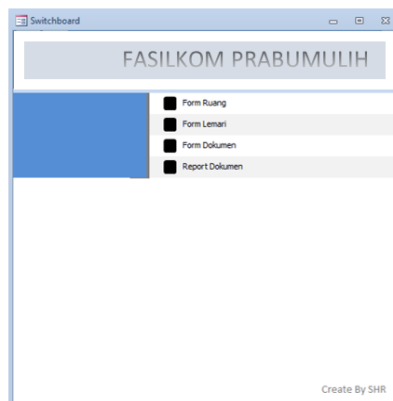 Switchboard
FASILKOM PRABUMULIH
Form Ruang
Form Lemari
Form Dokumen
Report Dokumen
Create By SHR